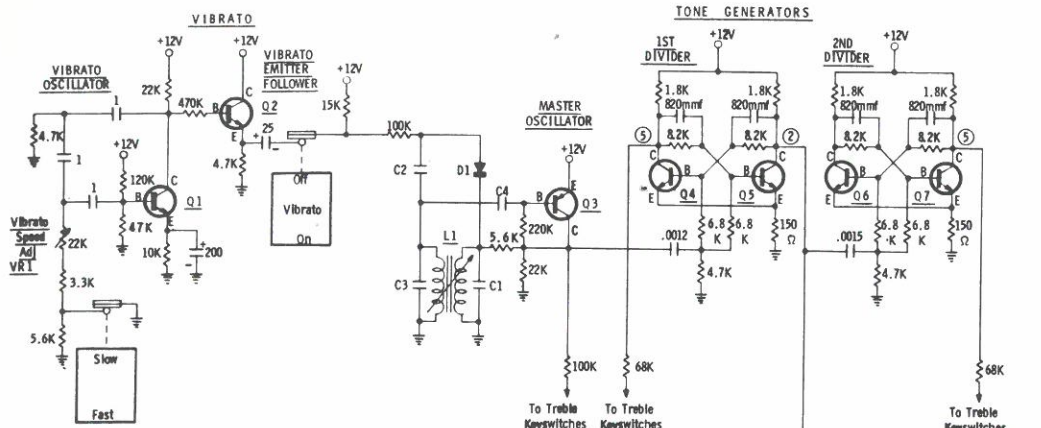 VIBRATO
TONE GENERATORS
+12V
+12V
+12V
+12V
1ST
DIVIDER
2ND
DIVIDER
VIBRATO
OSCILLATOR
VIBRATO
EMITTER
FOLLOWER
+12V
22K
470K
B
C
E
Q2
15K
1
4.7K
1
1
+12V
120K
B
C
E
Q1
47K
10K
+
200
4.7K
+
25
-
Off
Vibrato
On
Vibrato
Speed
Adj
VR1
22K
3.3K
5.6K
Slow
Fast
100K
C2
D1
MASTER
OSCILLATOR
+12V
C4
B
E
C
Q3
220K
L1
5.6K
C3
C1
22K
100K
To Treble
Keyswitches
1.8K
1.8K
820mmf
820mmf
5
8.2K
8.2K
2
C
B
E
Q4
C
B
E
Q5
6.8
K
6.8
K
150
Ω
.0012
4.7K
68K
To Treble
Keyswitches
1.8K
1.8K
820mmf
820mmf
8.2K
8.2K
5
C
B
E
Q6
C
B
E
Q7
6.8
K
6.8
K
150
Ω
.0015
4.7K
68K
To Treble
Keyswitches